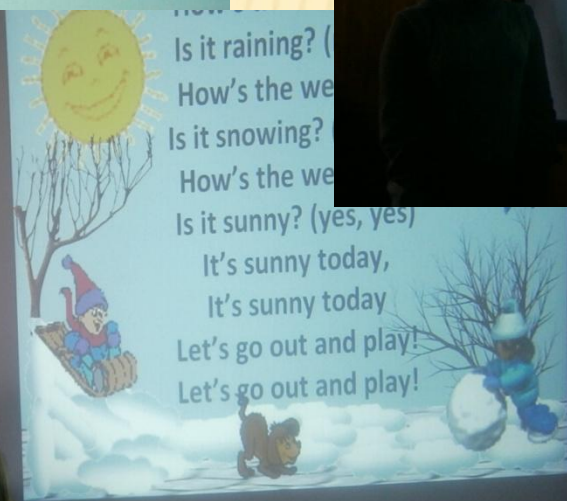 Is it raining? (
How's the we
Is it snowing?
How's the we
Is it sunny? (yes, yes)
It's sunny today,
It's sunny today
Let's go out and play!
Let's go out and play!